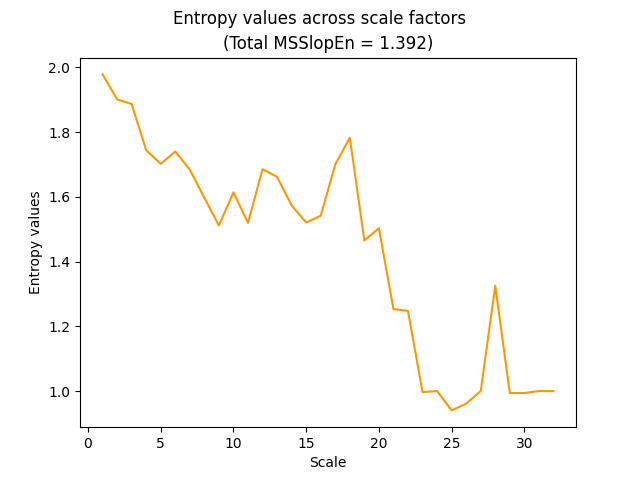 Entropy values across scale factors
(Total MSSlopEn = 1.392)
2.0
1.8
1.6
1.4
1.2
1.0
Entropy values
0 5 10 15 20 25 30
Scale